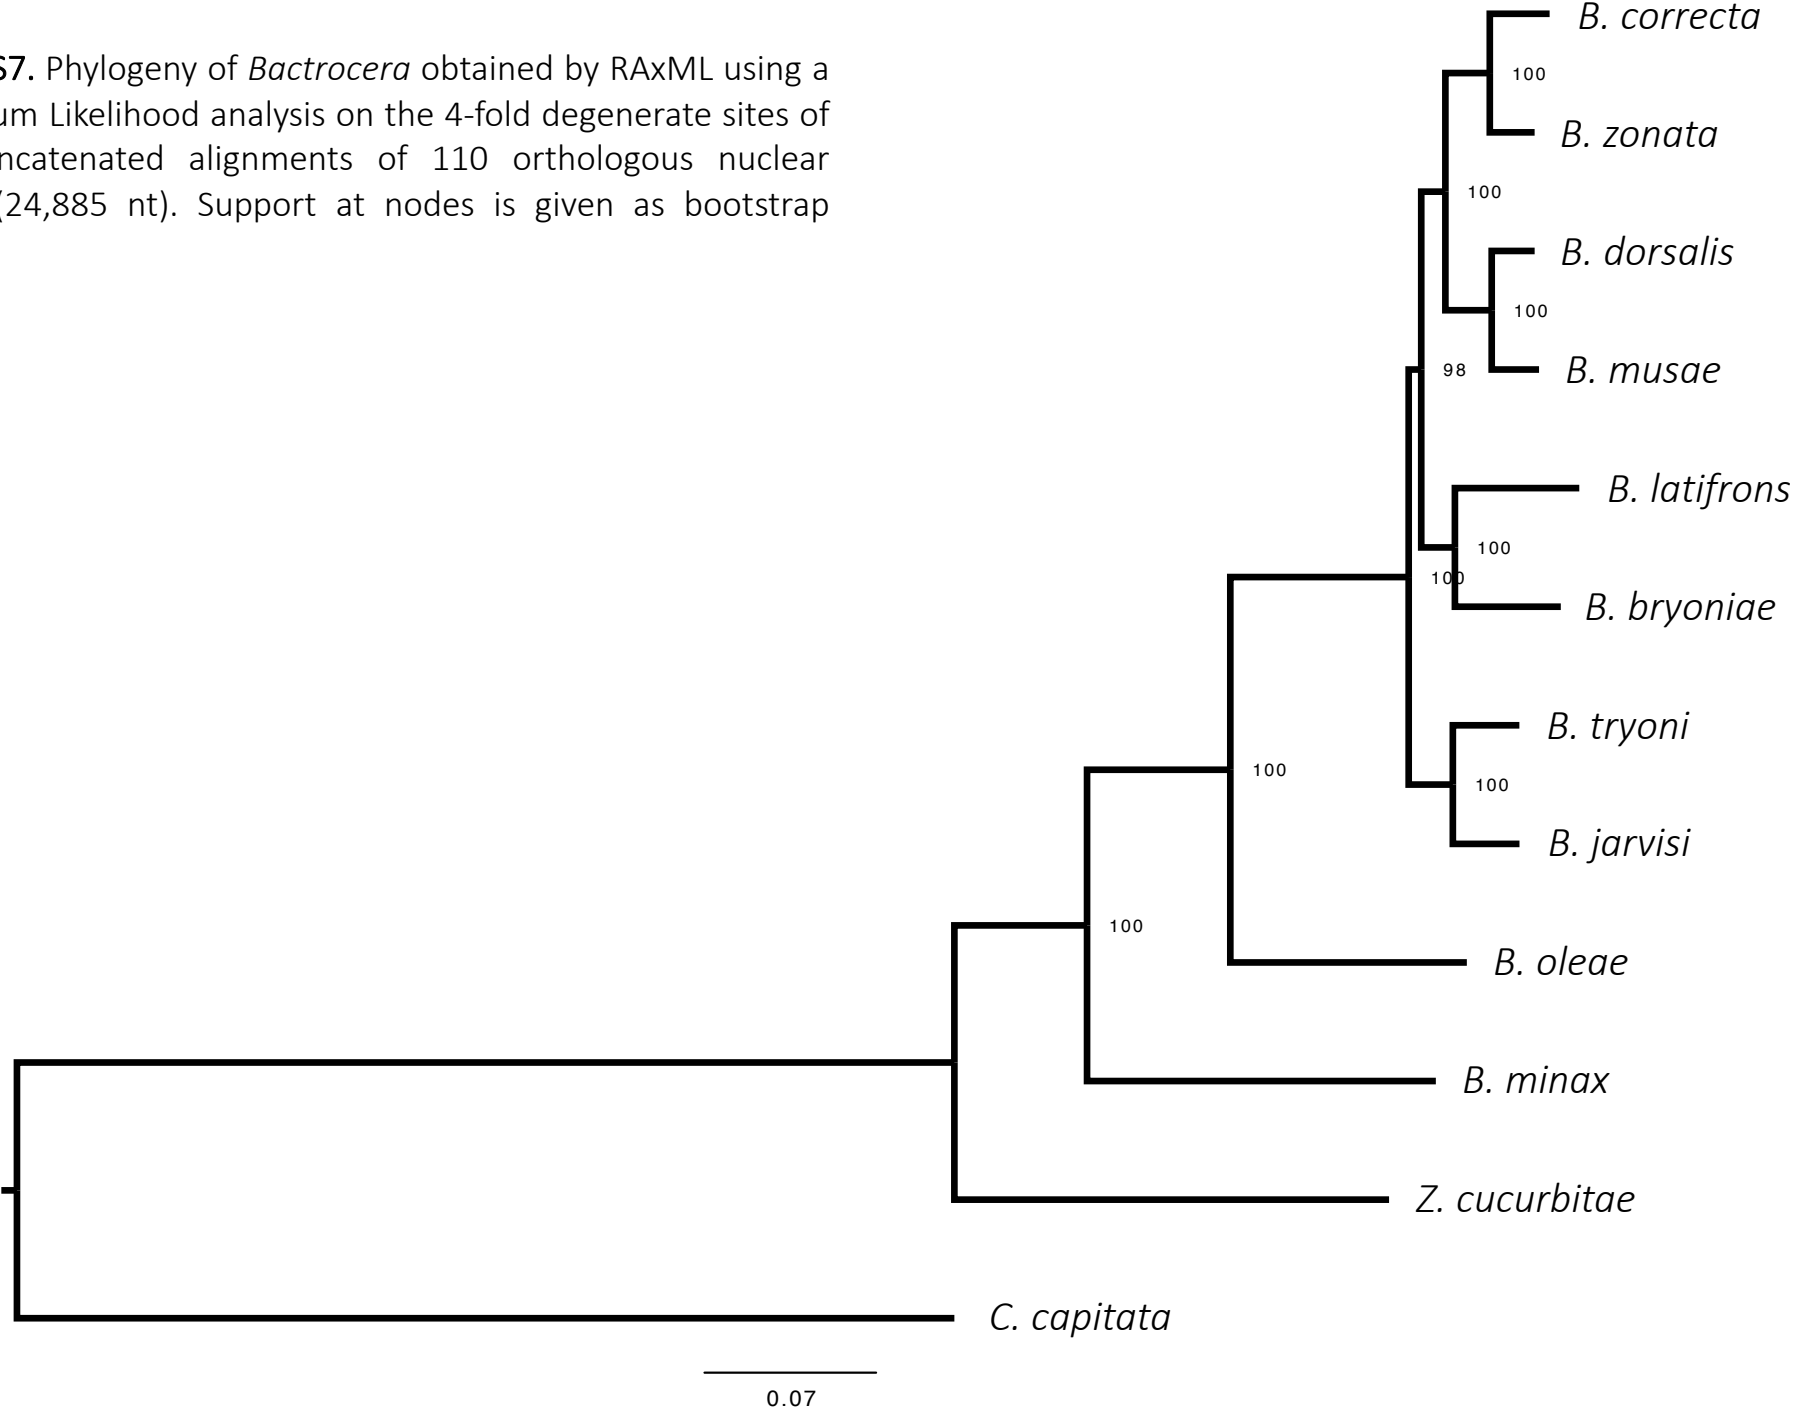 S7. Phylogeny of Bactrocera obtained by RAxML using a
um Likelihood analysis on the 4-fold degenerate sites of
ncatenated alignments of 110 orthologous nuclear
(24,885 nt). Support at nodes is given as bootstrap
B. correcta
100
B. zonata
100
B. dorsalis
100
B. musae
98
B. latifrons
100
100
B. bryoniae
B. tryoni
100
100
B. jarvisi
100
B. oleae
B. minax
Z. cucurbitae
C. capitata
0.07